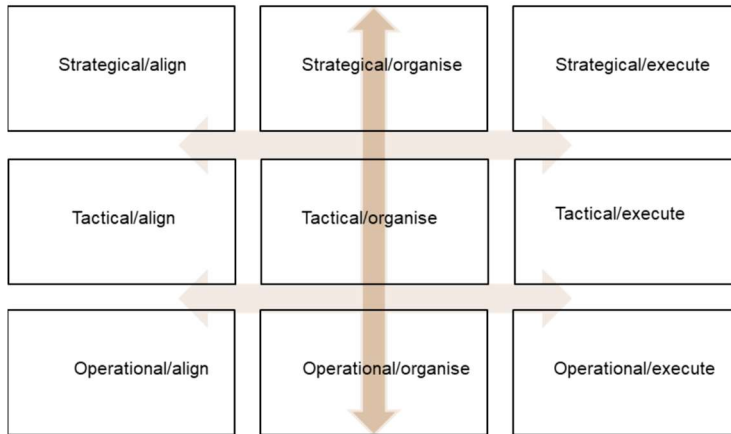 Strategical/align
Strategical/organise
Strategical/execute
Tactical/align
Tactical/organise
Tactical/execute
Operational/align
Operational/organise
Operational/execute